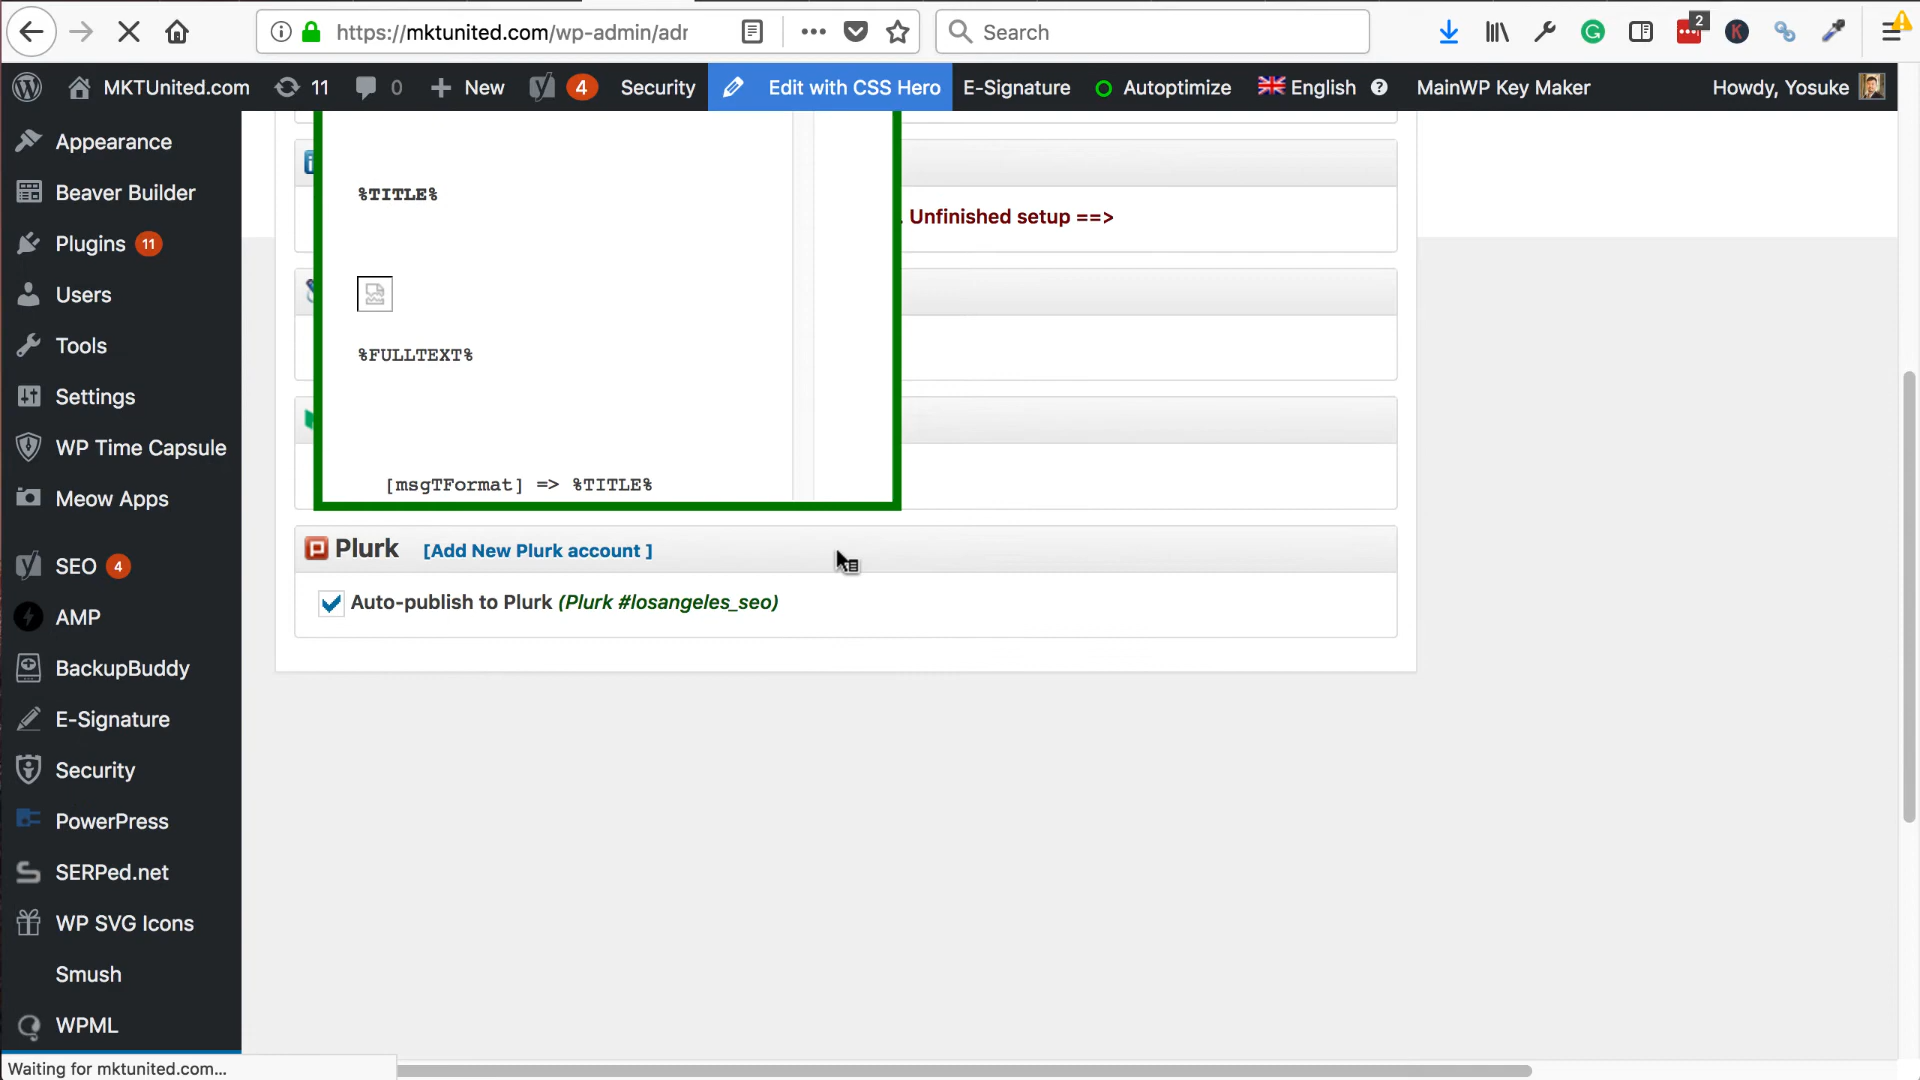 https://mktunited.com/wp-admin/adr
Search
2
MKTUnited.com
11
0
New
4
Security
Edit with CSS Hero
E-Signature
Autoptimize
English
MainWP Key Maker
Howdy, Yosuke
Appearance
Beaver Builder
Plugins 11
Users
Tools
Settings
WP Time Capsule
Meow Apps
SEO 4
AMP
BackupBuddy
E-Signature
Security
PowerPress
SERPed.net
WP SVG Icons
Smush
WPML
%TITLE%
. Unfinished setup ==>
%FULLTEXT%
[msgTFormat] => %TITLE%
Plurk [Add New Plurk account ]
Auto-publish to Plurk (Plurk #losangeles_seo)
Waiting for mktunited.com...